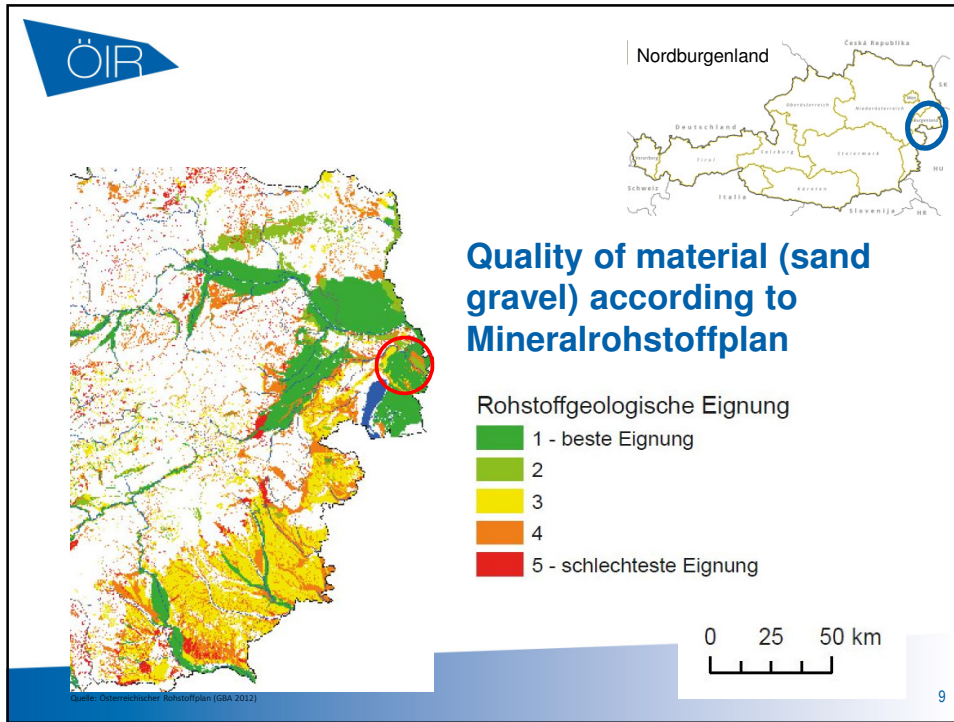 ÖIR
Nordburgenland
Česká Republika
SK
Oberösterreich
Niederösterreich
Wien
Burgenland
Deutschland
Vorarlberg
Tirol
Salzburg
Steiermark
HU
Schweiz
Kärnten
Italia
Slovenija
HR
Quality of material (sand
gravel) according to
Mineralrohstoffplan
Rohstoffgeologische Eignung
1 - beste Eignung
2
3
4
5 - schlechteste Eignung
0 25 50 km
Quelle: Österreichischer Rohstoffplan (GBA 2012)
9